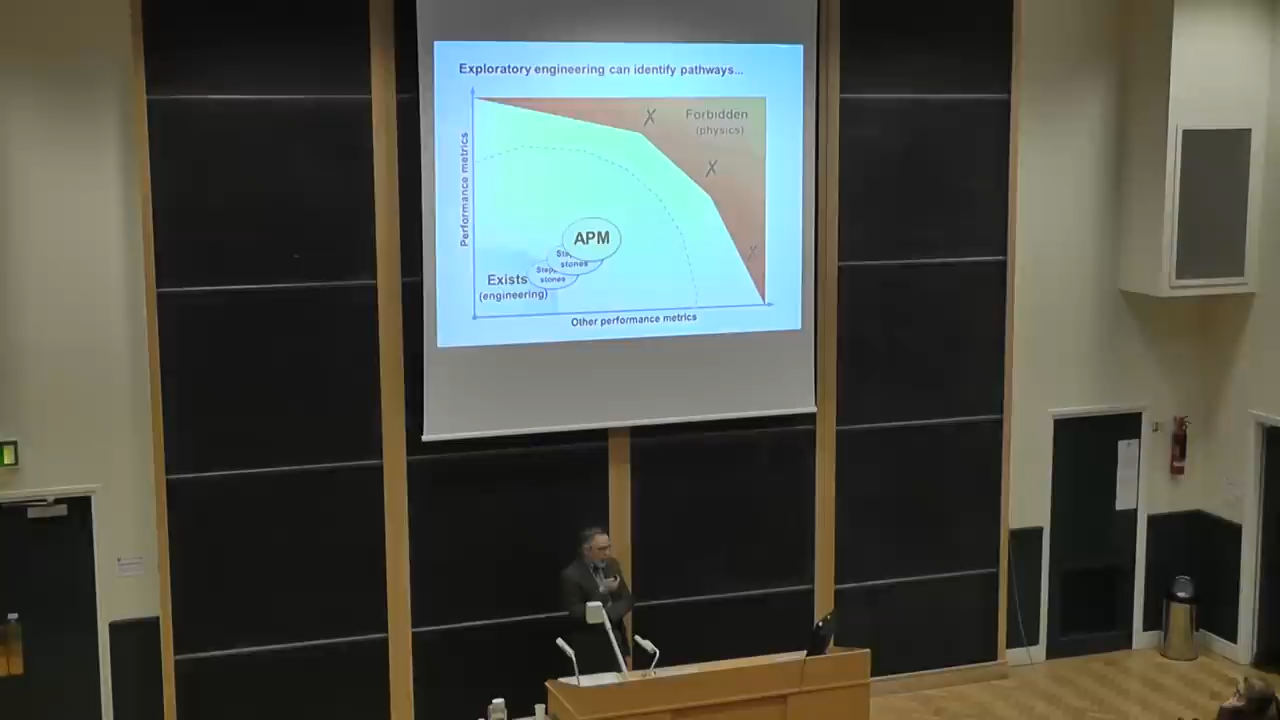 Exploratory engineering can identify pathways...
Forbidden
(physics)
X
X
X
Performance metrics
APM
stones
stones
Exists
(engineering)
Other performance metrics